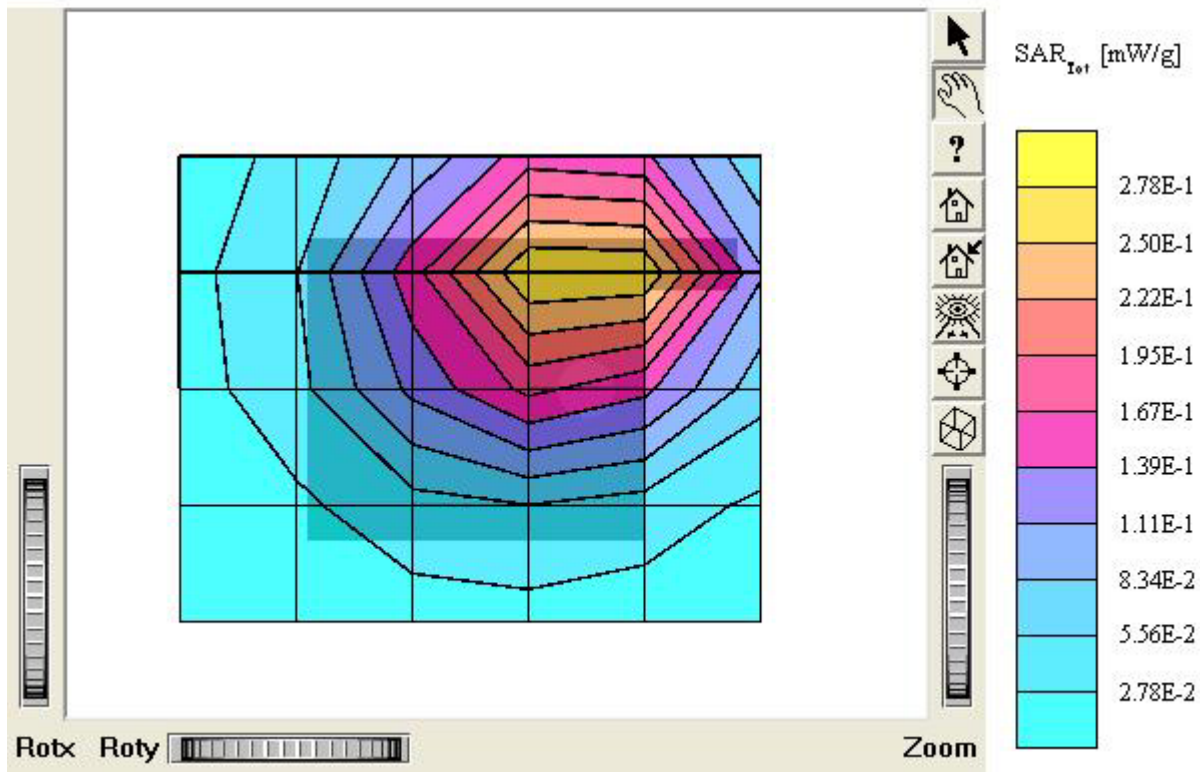 SAR_Tot [mW/g]
?
2.78E-1
2.50E-1
2.22E-1
1.95E-1
1.67E-1
1.39E-1
1.11E-1
8.34E-2
5.56E-2
2.78E-2
Rotx Roty Zoom